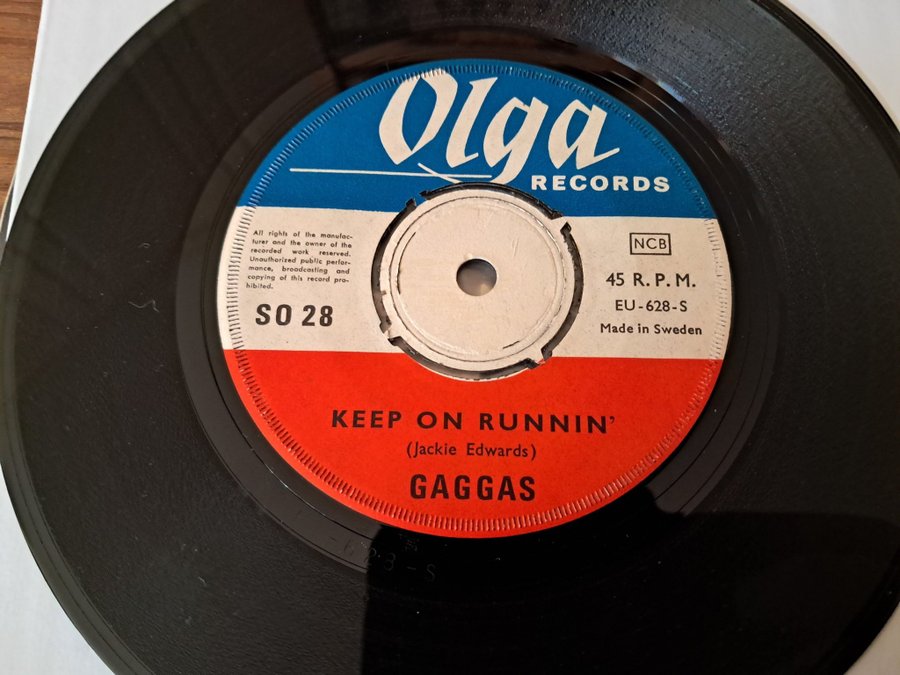 Olga
RECORDS
All rights of the manufac-
turer and the owner of the
recorded work reserved.
Unauthorized public perfor-
mance, broadcasting and
copying of this record pro-
hibited.
SO 28
NCB
45 R.P.M.
EU-628-S
Made in Sweden
KEEP ON RUNNIN'
(Jackie Edwards)
GAGGAS